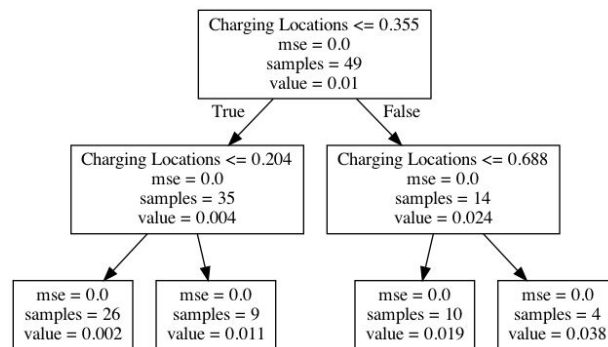 Charging Locations <= 0.355
mse = 0.0
samples = 49
value = 0.01
True
False
Charging Locations <= 0.204
mse = 0.0
samples = 35
value = 0.004
Charging Locations <= 0.688
mse = 0.0
samples = 14
value = 0.024
mse = 0.0
samples = 26
value = 0.002
mse = 0.0
samples = 9
value = 0.011
mse = 0.0
samples = 10
value = 0.019
mse = 0.0
samples = 4
value = 0.038